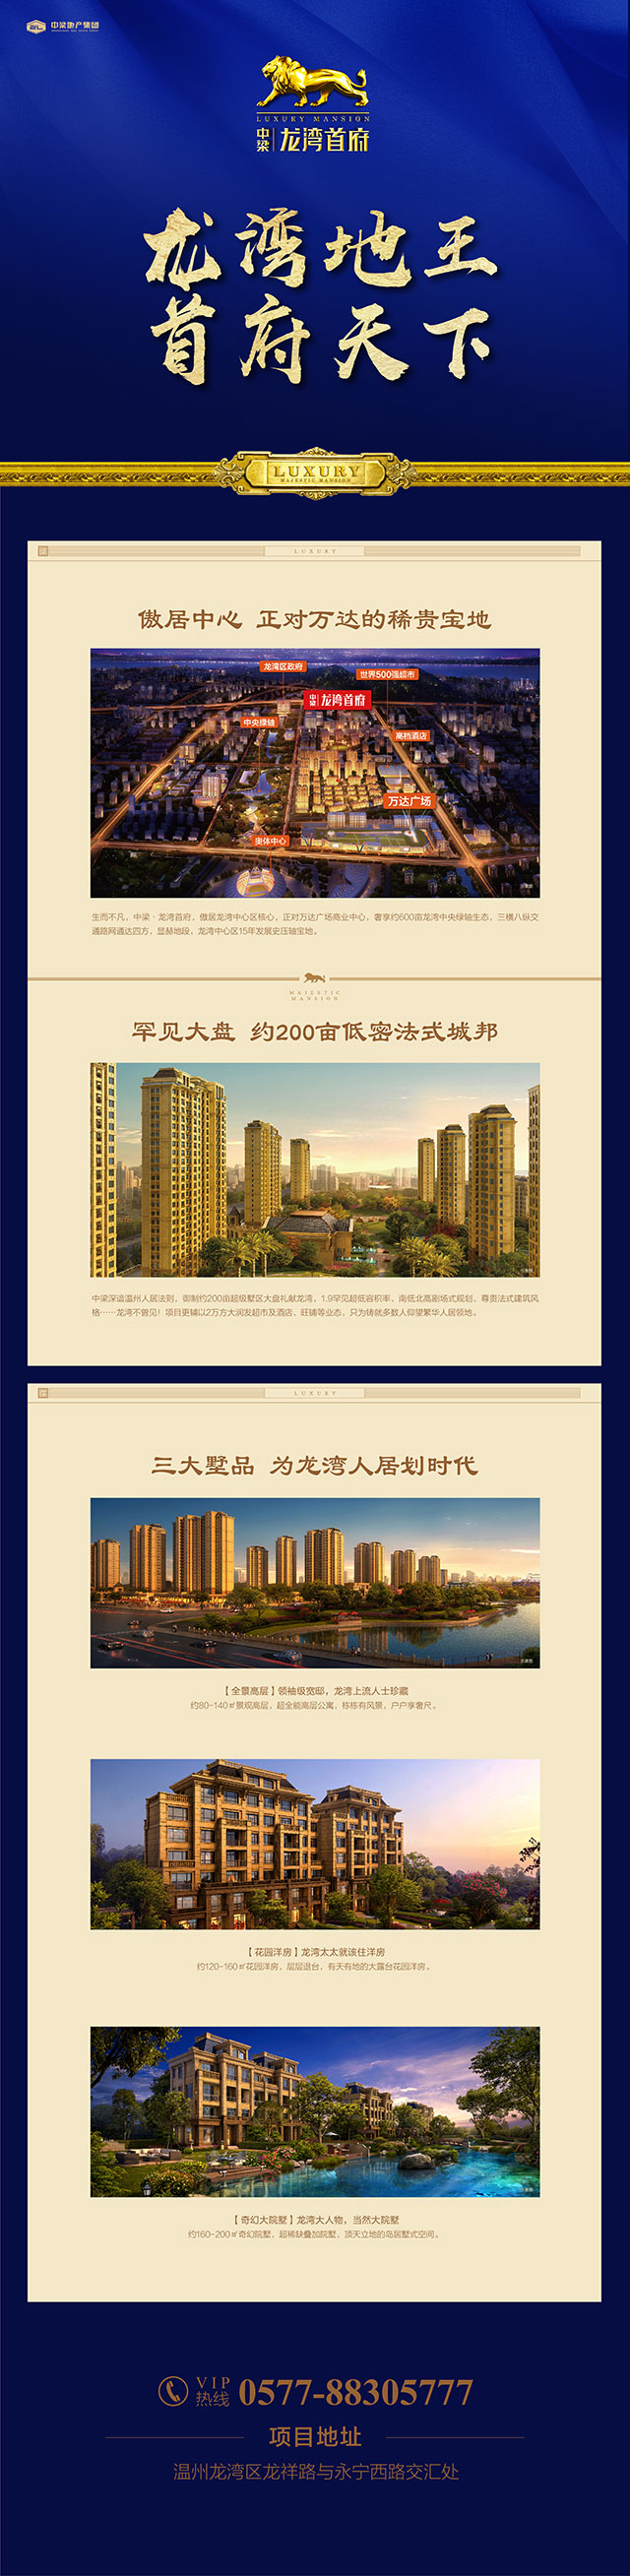 中梁地产集团
LUXURY MANSION
中梁 龙湾首府
龙湾地王
首府天下
LUXURY
MAJESTIC MANSION
LUXURY
傲居中心 正对万达的稀贵宝地
龙湾区政府
世界500强超市
中梁 龙湾首府
中央绿轴
高档酒店
万达广场
奥体中心
生而不凡，中梁·龙湾首府，傲居龙湾中心区核心，正对万达广场商业中心，奢享约600亩龙湾中央绿轴生态，三横八纵交
通路网通达四方，显赫地段，龙湾中心区15年发展史压轴宝地。
MAJESTIC
MANSION
罕见大盘 约200亩低密法式城邦
中梁深谙温州人居法则，御制约200亩超级墅区大盘礼献龙湾，1.9罕见超低容积率、南低北高剧场式规划、尊贵法式建筑风
格……龙湾不曾见！项目更辅以2万方大润发超市及酒店、旺铺等业态，只为铸就多数人仰望繁华人居领地。
LUXURY
三大墅品 为龙湾人居划时代
【全景高层】领袖级宽邸，龙湾上流人士珍藏
约80-140㎡景观高层，超全能高层公寓，栋栋有风景，户户享奢尺。
【花园洋房】龙湾太太就该住洋房
约120-160㎡花园洋房，层层退台，有天有地的大露台花园洋房。
【奇幻大院墅】龙湾大人物，当然大院墅
约160-200㎡奇幻院墅，超稀缺叠加院墅，顶天立地的岛居墅式空间。
VIP
热线 0577-88305777
项目地址
温州龙湾区龙祥路与永宁西路交汇处